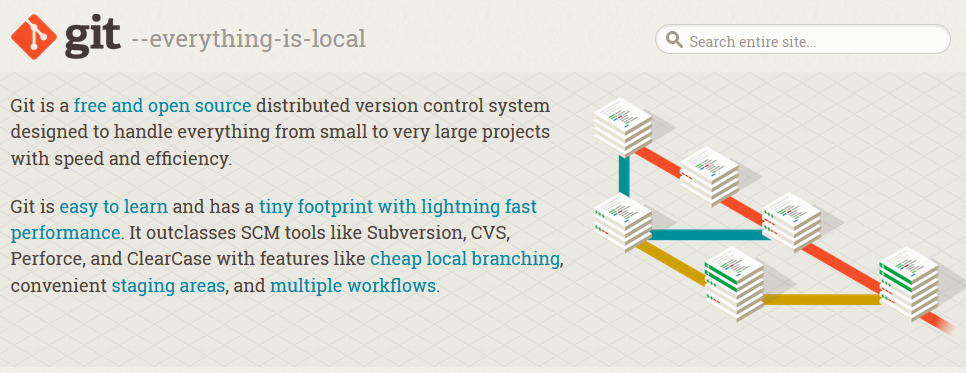 git --everything-is-local
Search entire site...
Git is a free and open source distributed version control system
designed to handle everything from small to very large projects
with speed and efficiency.
Git is easy to learn and has a tiny footprint with lightning fast
performance. It outclasses SCM tools like Subversion, CVS,
Perforce, and ClearCase with features like cheap local branching,
convenient staging areas, and multiple workflows.